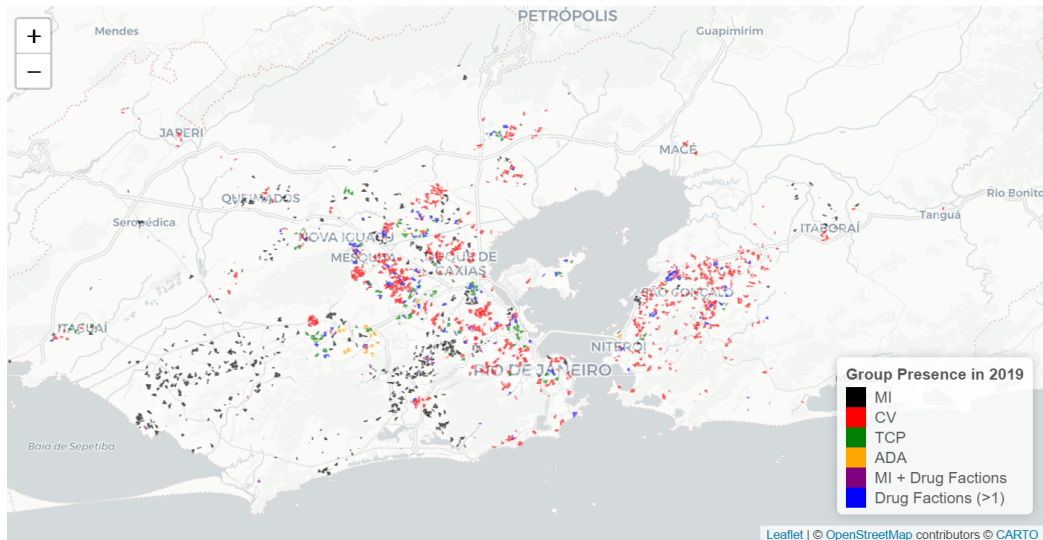 PETRÓPOLIS
+
Mendes
Guapimirim
−
JAPERI
MAGÉ
QUEIMADOS
Rio Bonito
Seropédica
Tanguá
ITABORAÍ
NOVA IGUAÇU
MESQUITA
DUQUE DE
CAXIAS
SÃO GONÇALO
ITAGUAÍ
NITERÓI
RIO DE JANEIRO
Baia de Sepetiba
Group Presence in 2019
MI
CV
TCP
ADA
MI + Drug Factions
Drug Factions (>1)
Leaflet | © OpenStreetMap contributors © CARTO